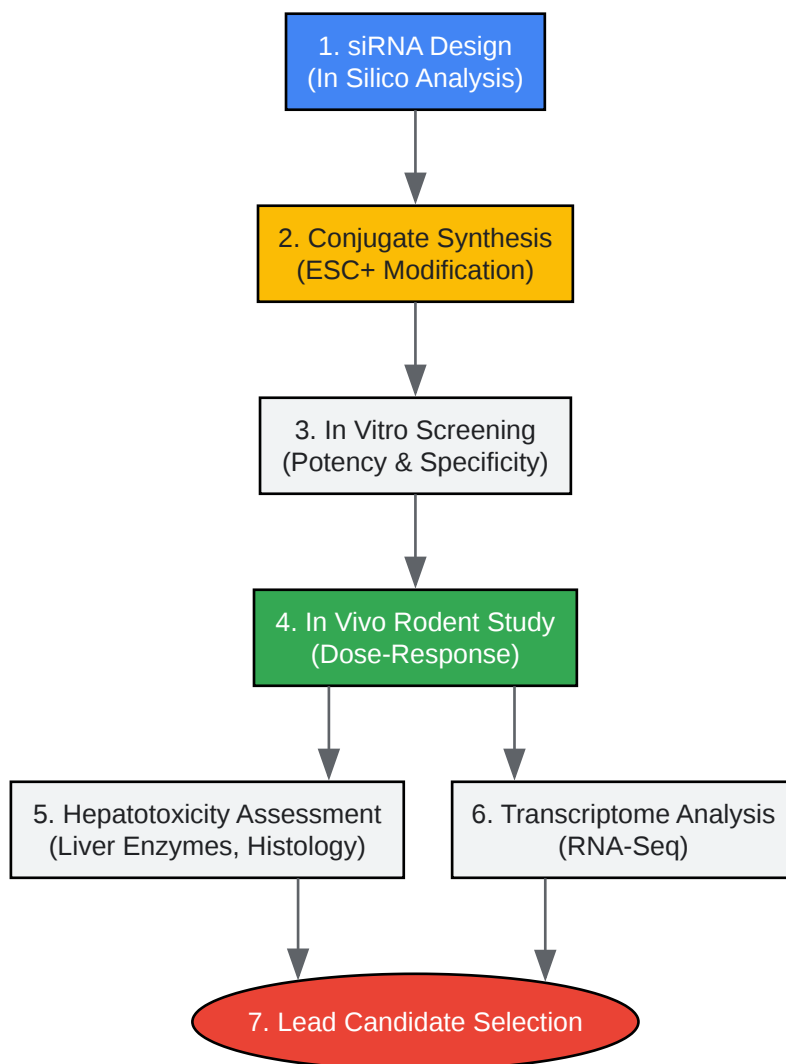 1. siRNA Design
(In Silico Analysis)
2. Conjugate Synthesis
(ESC+ Modification)
3. In Vitro Screening
(Potency & Specificity)
4. In Vivo Rodent Study
(Dose-Response)
5. Hepatotoxicity Assessment
(Liver Enzymes, Histology)
6. Transcriptome Analysis
(RNA-Seq)
7. Lead Candidate Selection